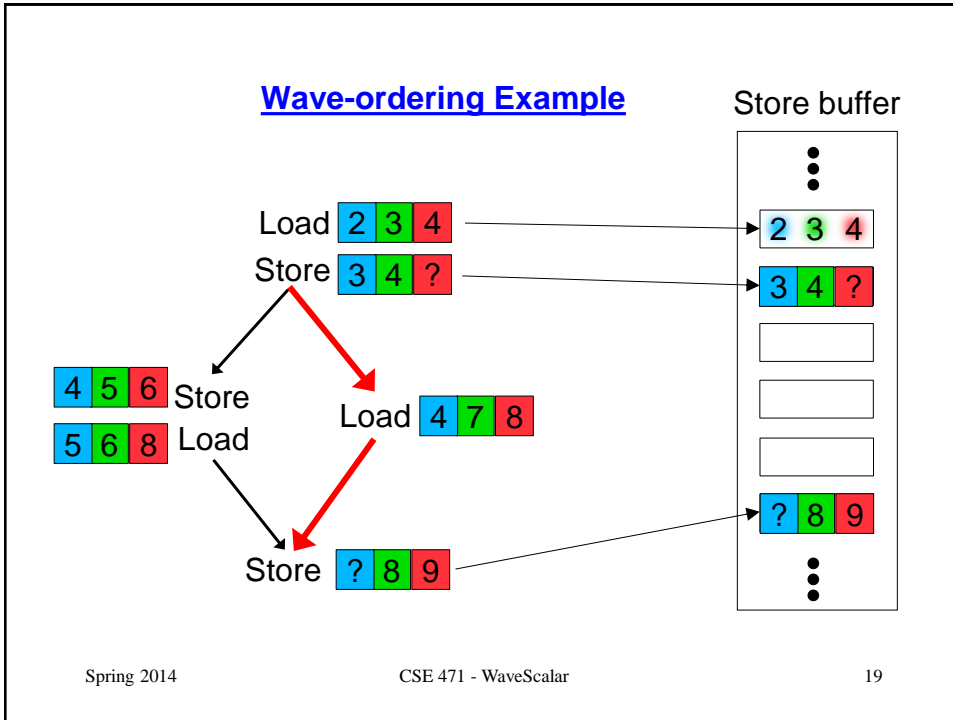 Wave-ordering Example
Store buffer
Load 2 3 4
2 3 4
Store 3 4 ?
3 4 ?
4 5 6 Store
Load 4 7 8
5 6 8 Load
? 8 9
Store ? 8 9
Spring 2014
CSE 471 - WaveScalar
19